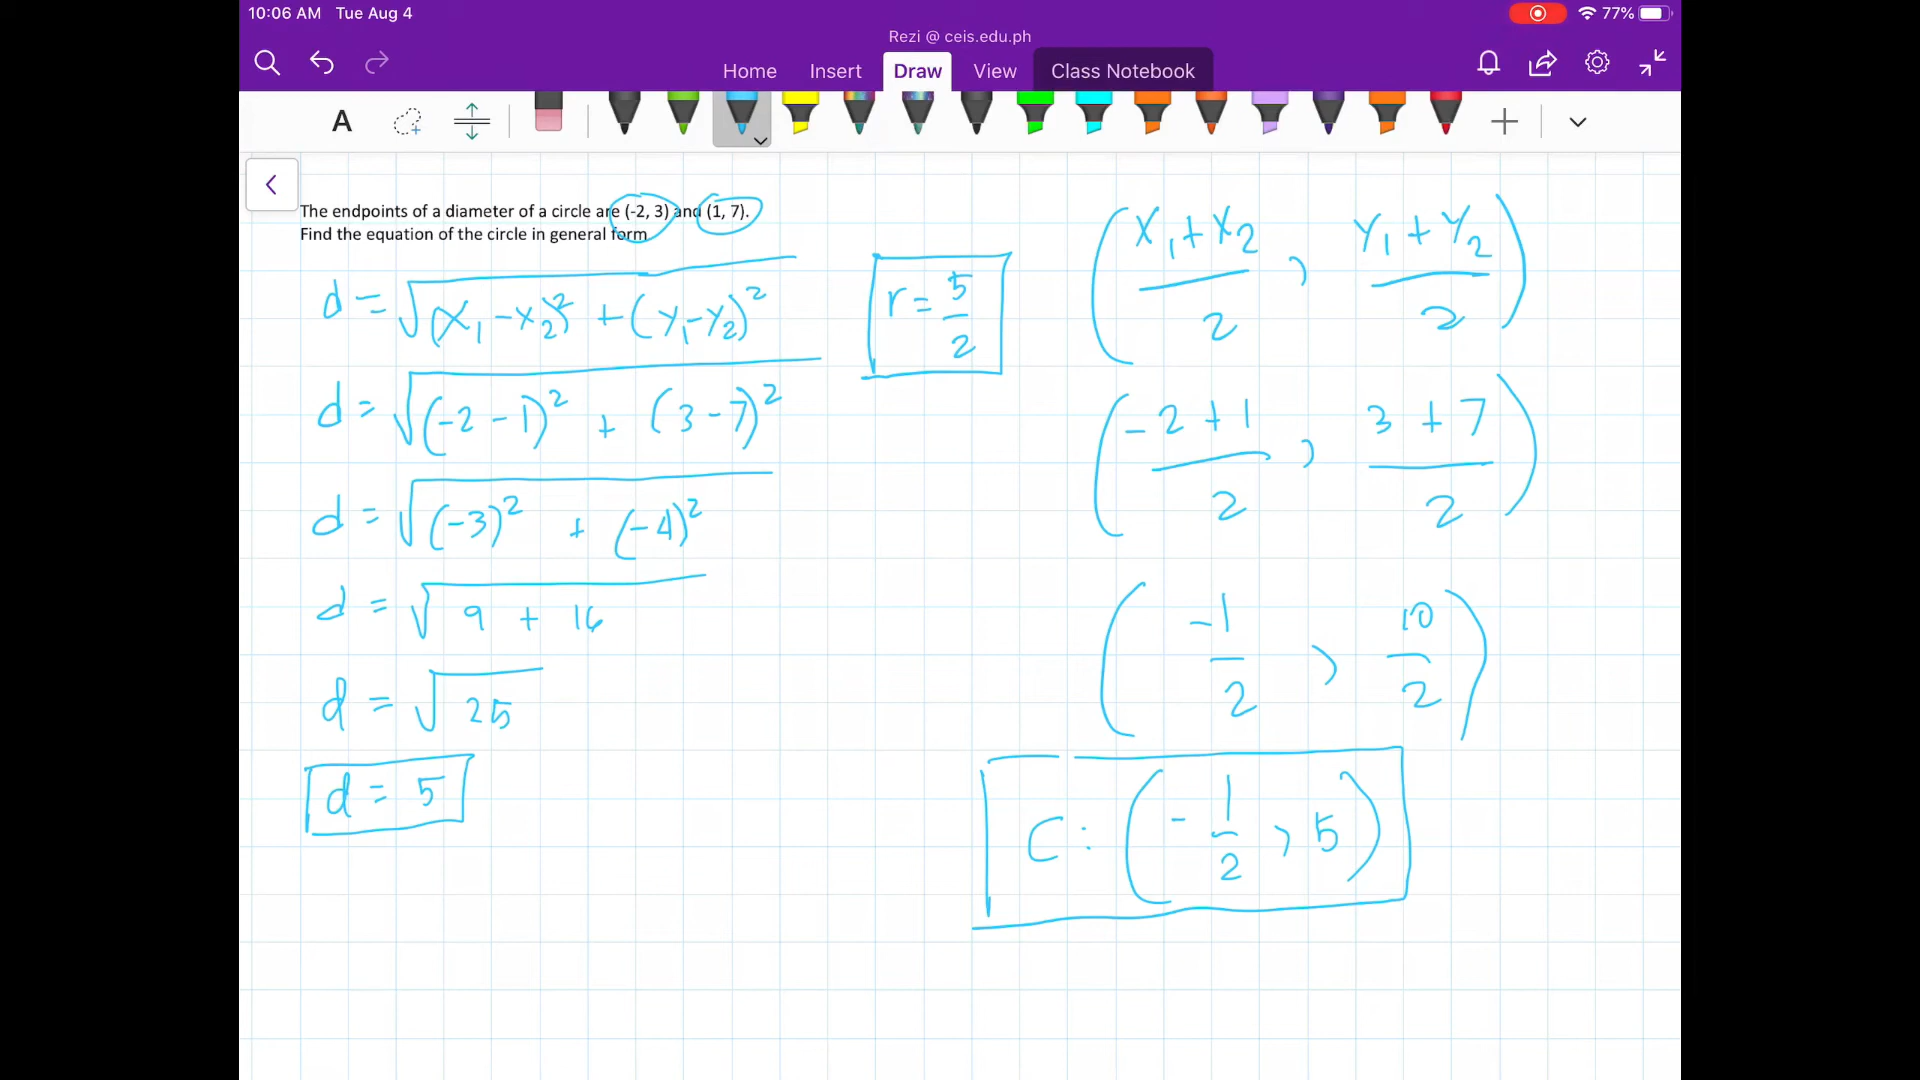 10:06 AM Tue Aug 4
77%
Rezi @ ceis.edu.ph
Home Insert Draw View Class Notebook
A
The endpoints of a diameter of a circle are (-2, 3) and (1, 7).
Find the equation of the circle in general form
d = √((x₁ - x₂)² + (y₁ - y₂)²)
d = √((-2 - 1)² + (3 - 7)²)
d = √((-3)² + (-4)²)
d = √(9 + 16)
d = √25
d = 5
r = 5/2
((x₁ + x₂)/2 , (y₁ + y₂)/2)
((-2 + 1)/2 , (3 + 7)/2)
(-1/2 , 10/2)
C : (-1/2 , 5)